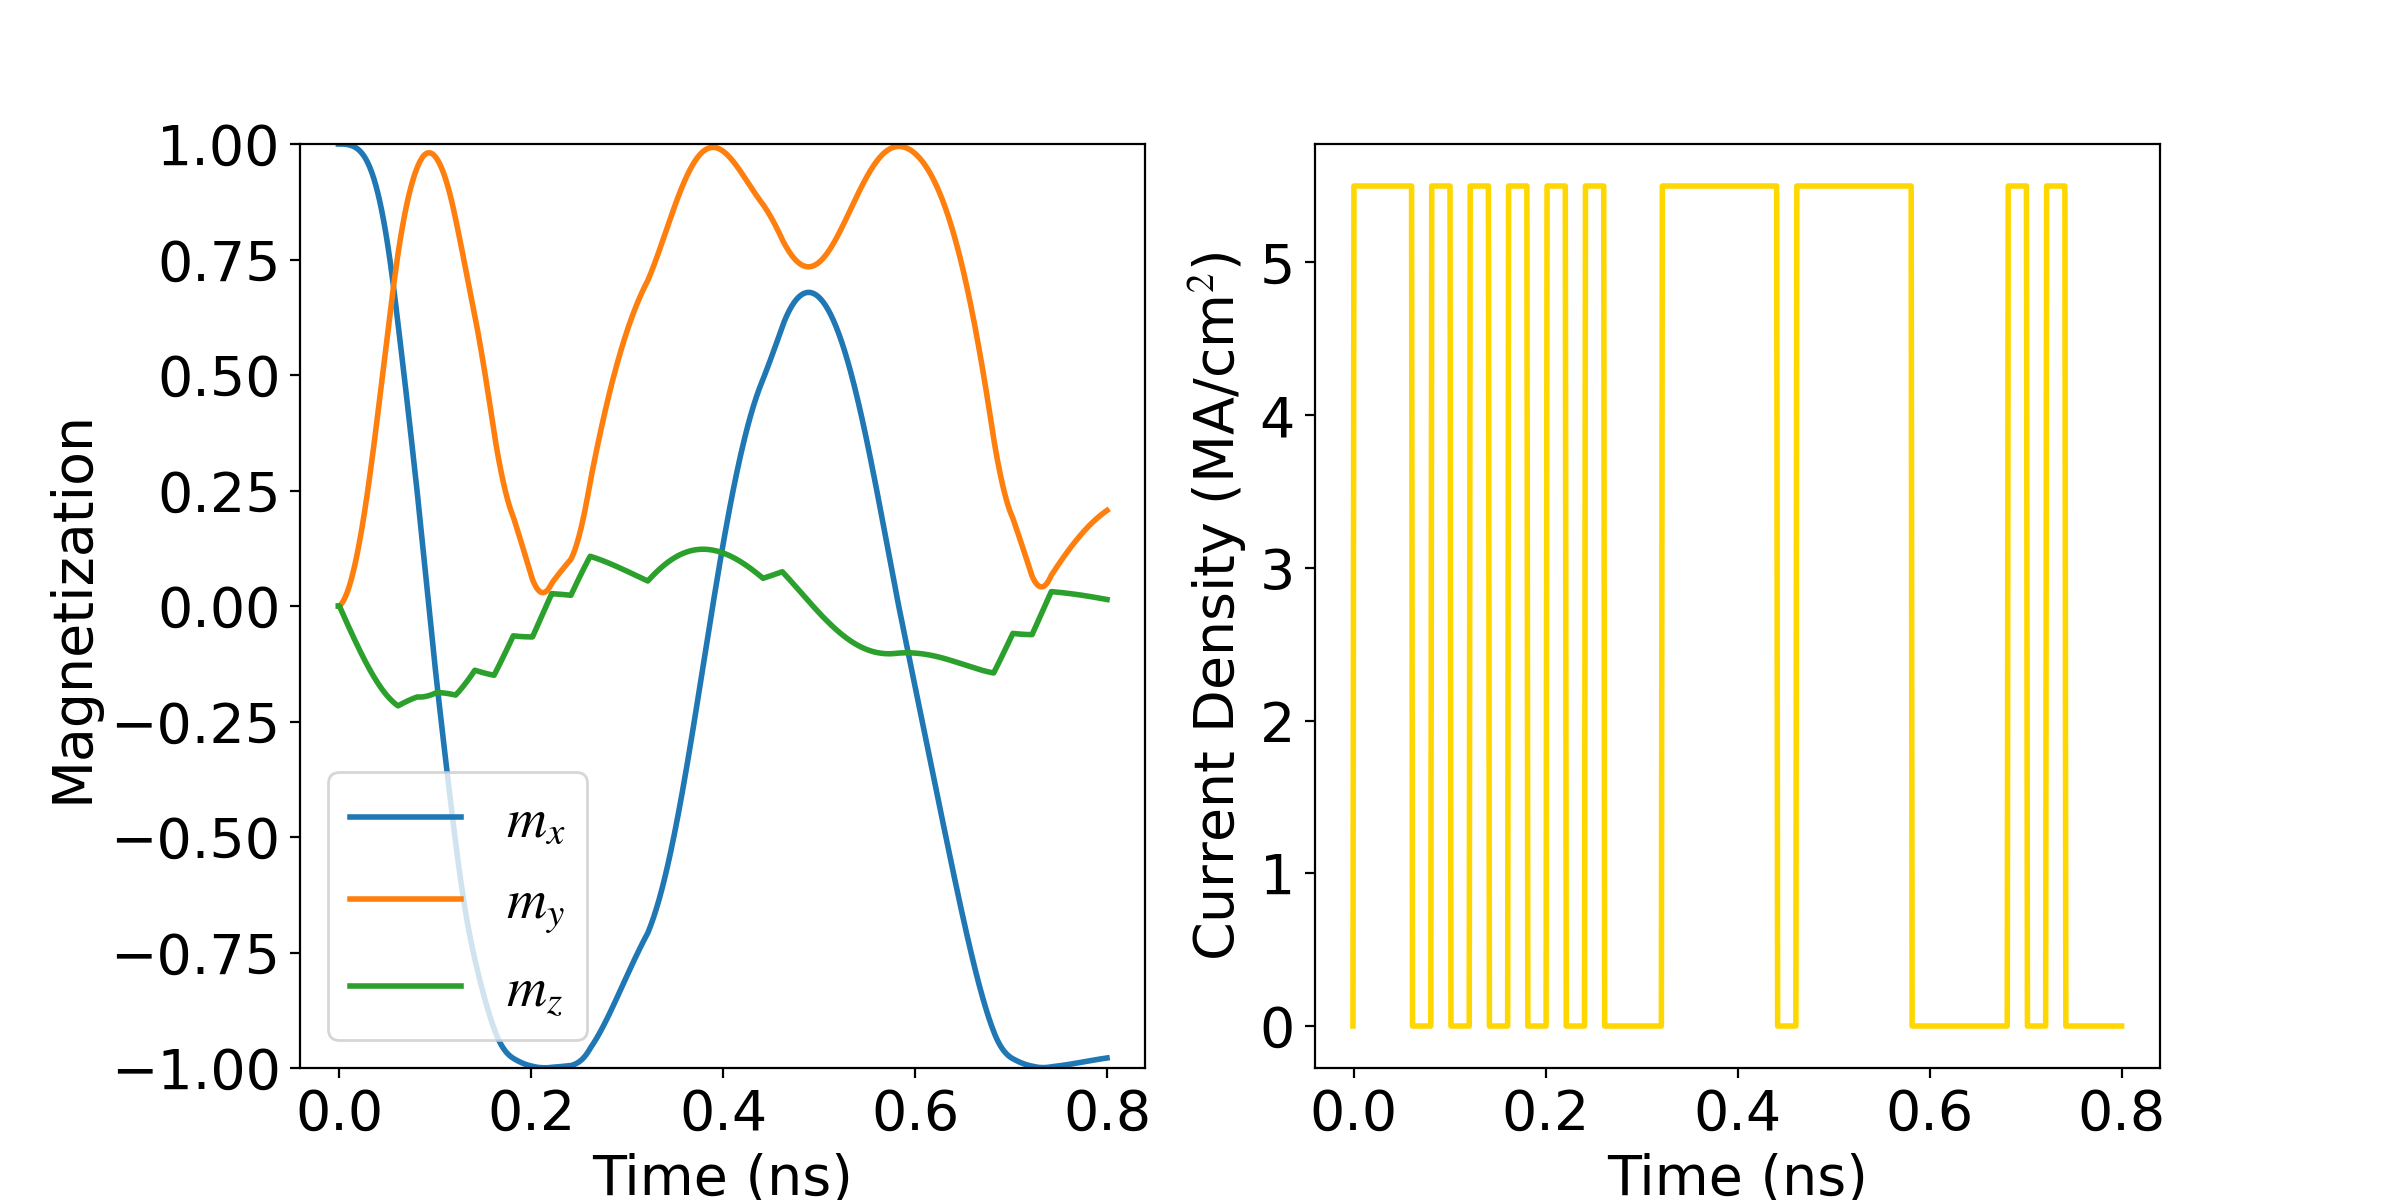 Magnetization
1.00
0.75
0.50
0.25
0.00
−0.25
−0.50
−0.75
−1.00
m_x
m_y
m_z
0.0 0.2 0.4 0.6 0.8
Time (ns)
Current Density (MA/cm²)
5
4
3
2
1
0
0.0 0.2 0.4 0.6 0.8
Time (ns)